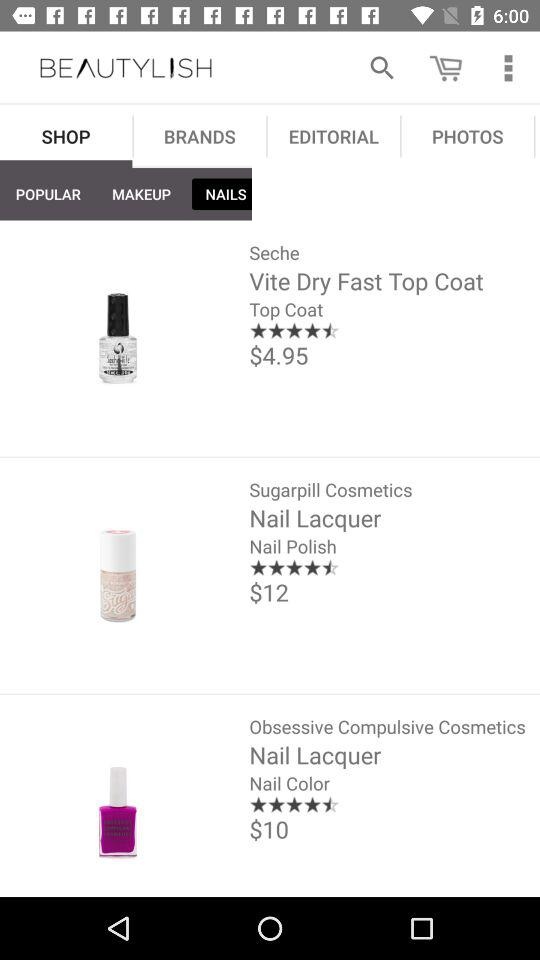 6:00
BEAUTYLISH
SHOP BRANDS EDITORIAL PHOTOS
POPULAR MAKEUP NAILS
Seche
Vite Dry Fast Top Coat
Top Coat
$4.95
Sugarpill Cosmetics
Nail Lacquer
Nail Polish
$12
Obsessive Compulsive Cosmetics
Nail Lacquer
Nail Color
$10